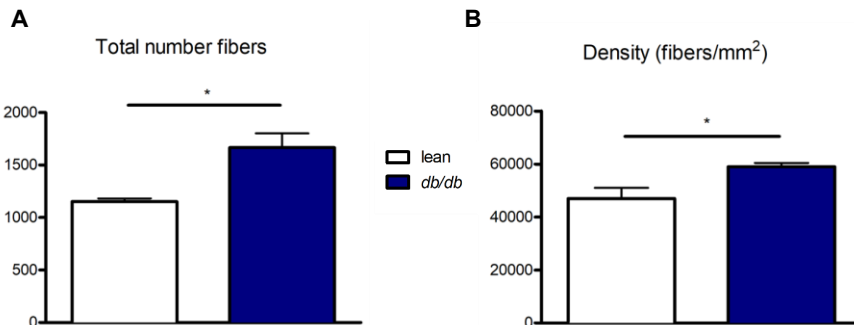 A
Total number fibers
*
2000
1500
1000
500
0
lean
db/db
B
Density (fibers/mm²)
*
80000
60000
40000
20000
0